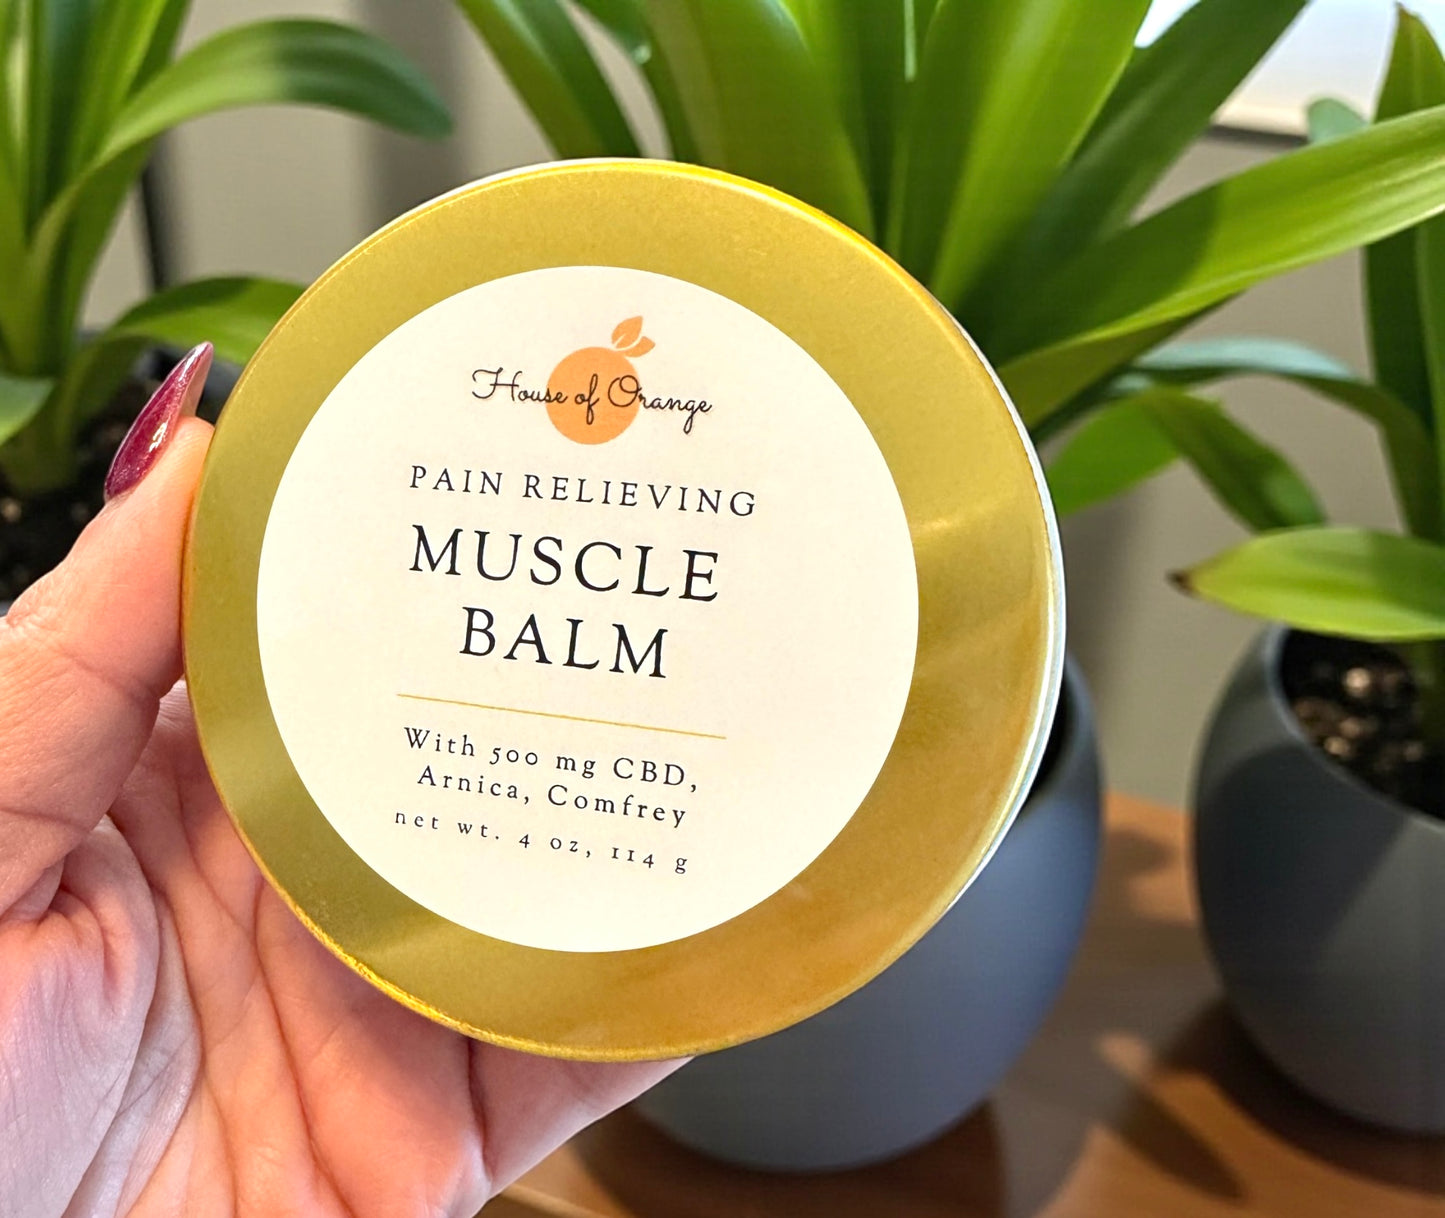 House of Orange
PAIN RELIEVING
MUSCLE
BALM
With 500 mg CBD,
Arnica, Comfrey
net wt. 4 oz, 114 g